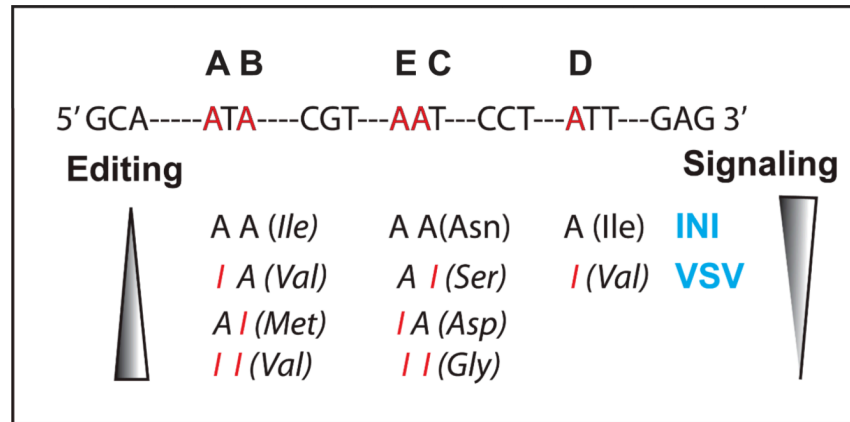 A B E C D
5' GCA-----ATA----CGT---AAT---CCT---ATT---GAG 3'
Editing Signaling
A A (Ile) A A(Asn) A (Ile) INI
I A (Val) A I (Ser) I (Val) VSV
A I (Met) I A (Asp)
I I (Val) I I (Gly)